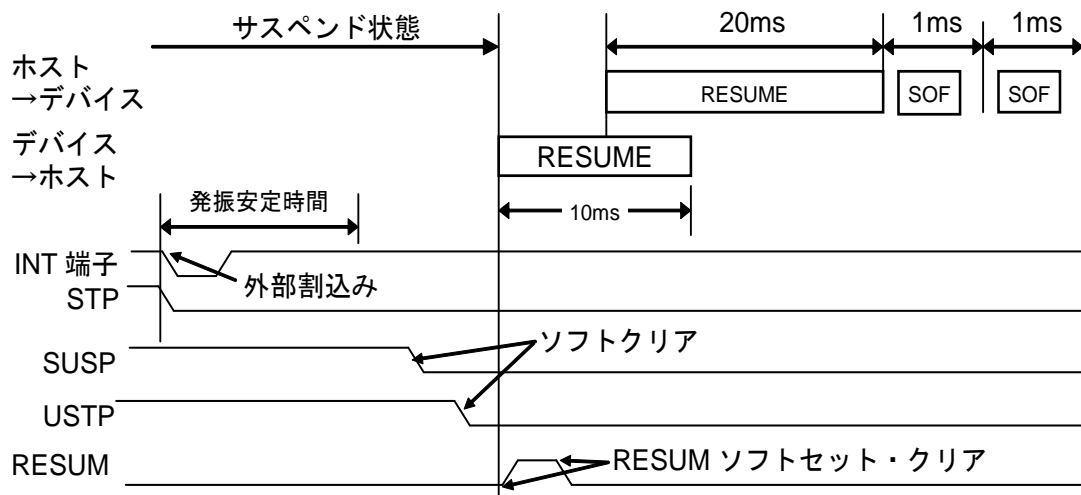 サスペンド状態
20ms
1ms
1ms
ホスト
→デバイス
RESUME
SOF
SOF
デバイス
→ホスト
RESUME
発振安定時間
10ms
INT 端子
外部割込み
STP
ソフトクリア
SUSP
USTP
RESUM
RESUM ソフトセット・クリア